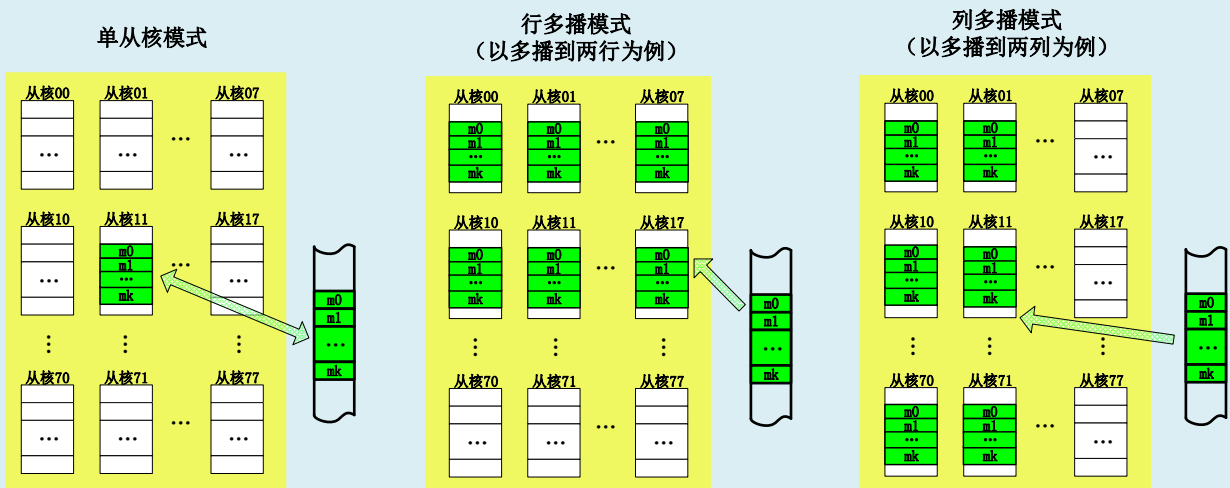 单从核模式
从核00 从核01 从核07
… … … …
从核10 从核11 从核17
m0
m1
… … … …
mk
⋮ ⋮ ⋮
从核70 从核71 从核77
… … … …
m0
m1
…
mk
行多播模式
（以多播到两行为例）
从核00 从核01 从核07
m0 m0 m0
m1 m1 m1
… … … …
mk mk mk
从核10 从核11 从核17
m0 m0 m0
m1 m1 m1
… … … …
mk mk mk
⋮ ⋮ ⋮
从核70 从核71 从核77
… … … …
m0
m1
…
mk
列多播模式
（以多播到两列为例）
从核00 从核01 从核07
m0 m0
m1 m1
… … … …
mk mk
从核10 从核11 从核17
m0 m0
m1 m1
… … … …
mk mk
⋮ ⋮ ⋮
从核70 从核71 从核77
m0 m0
m1 m1
… … … …
mk mk
m0
m1
…
mk